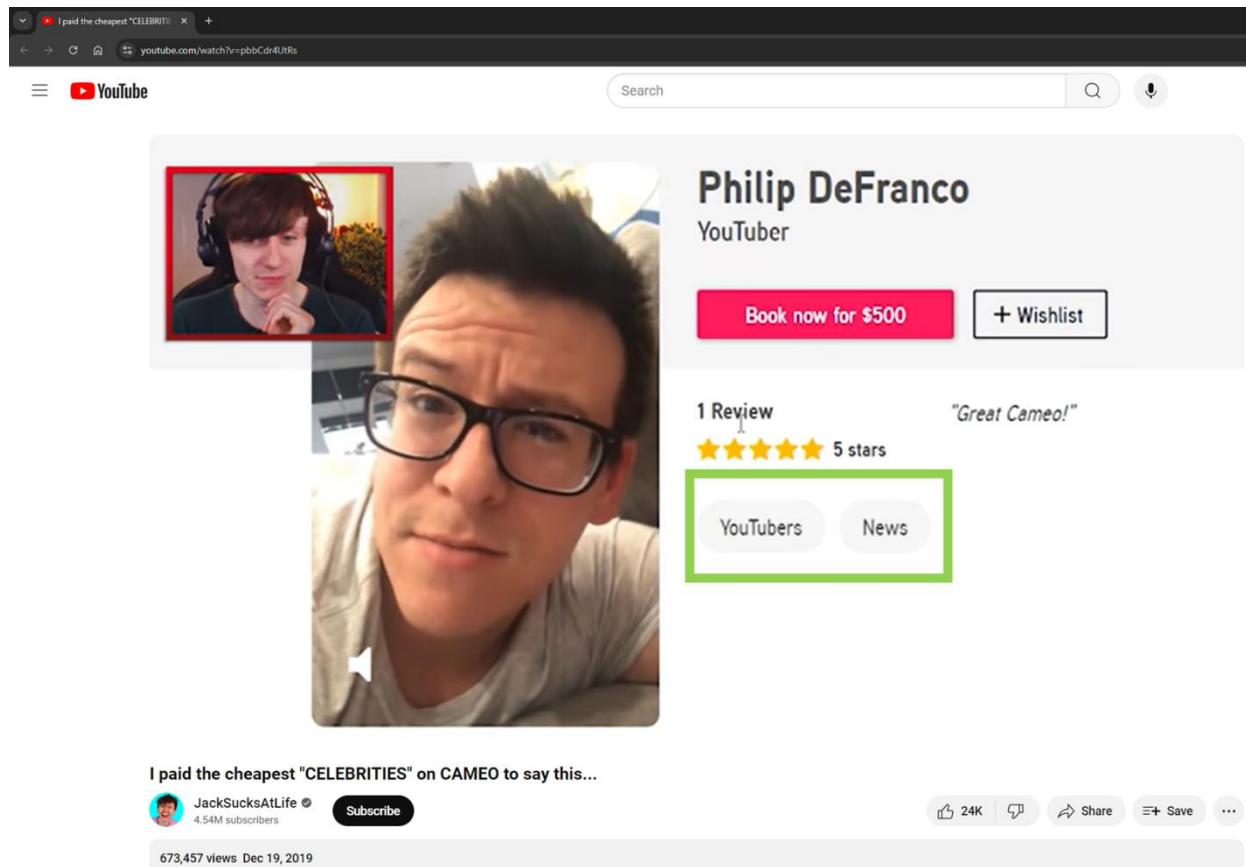 I paid the cheapest "CELEBRITI
youtube.com/watch?v=pbbCdr4UtRs
YouTube
Search
Philip DeFranco
YouTuber
Book now for $500
+ Wishlist
1 Review
"Great Cameo!"
5 stars
YouTubers
News
I paid the cheapest "CELEBRITIES" on CAMEO to say this...
JackSucksAtLife
4.54M subscribers
Subscribe
24K
Share
Save
673,457 views Dec 19, 2019